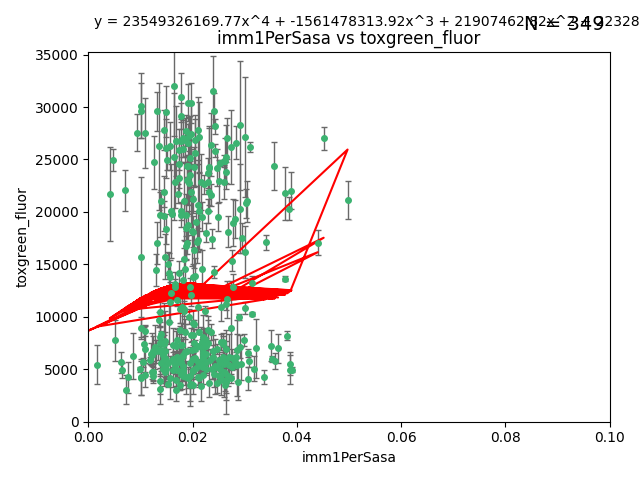 y = 23549326169.77x^4 + -1561478313.92x^3 + 21907462
N = 349
imm1PerSasa vs toxgreen_fluor
35000
30000
25000
20000
15000
10000
5000
0
toxgreen_fluor
0.00 0.02 0.04 0.06 0.08 0.10
imm1PerSasa